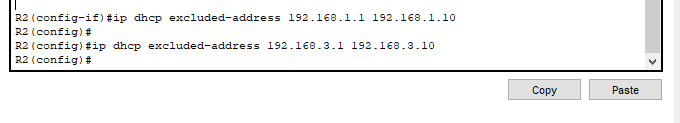 R2(config-if)#ip dhcp excluded-address 192.168.1.1 192.168.1.10
R2(config)#
R2(config)#ip dhcp excluded-address 192.168.3.1 192.168.3.10
R2(config)#
Copy Paste